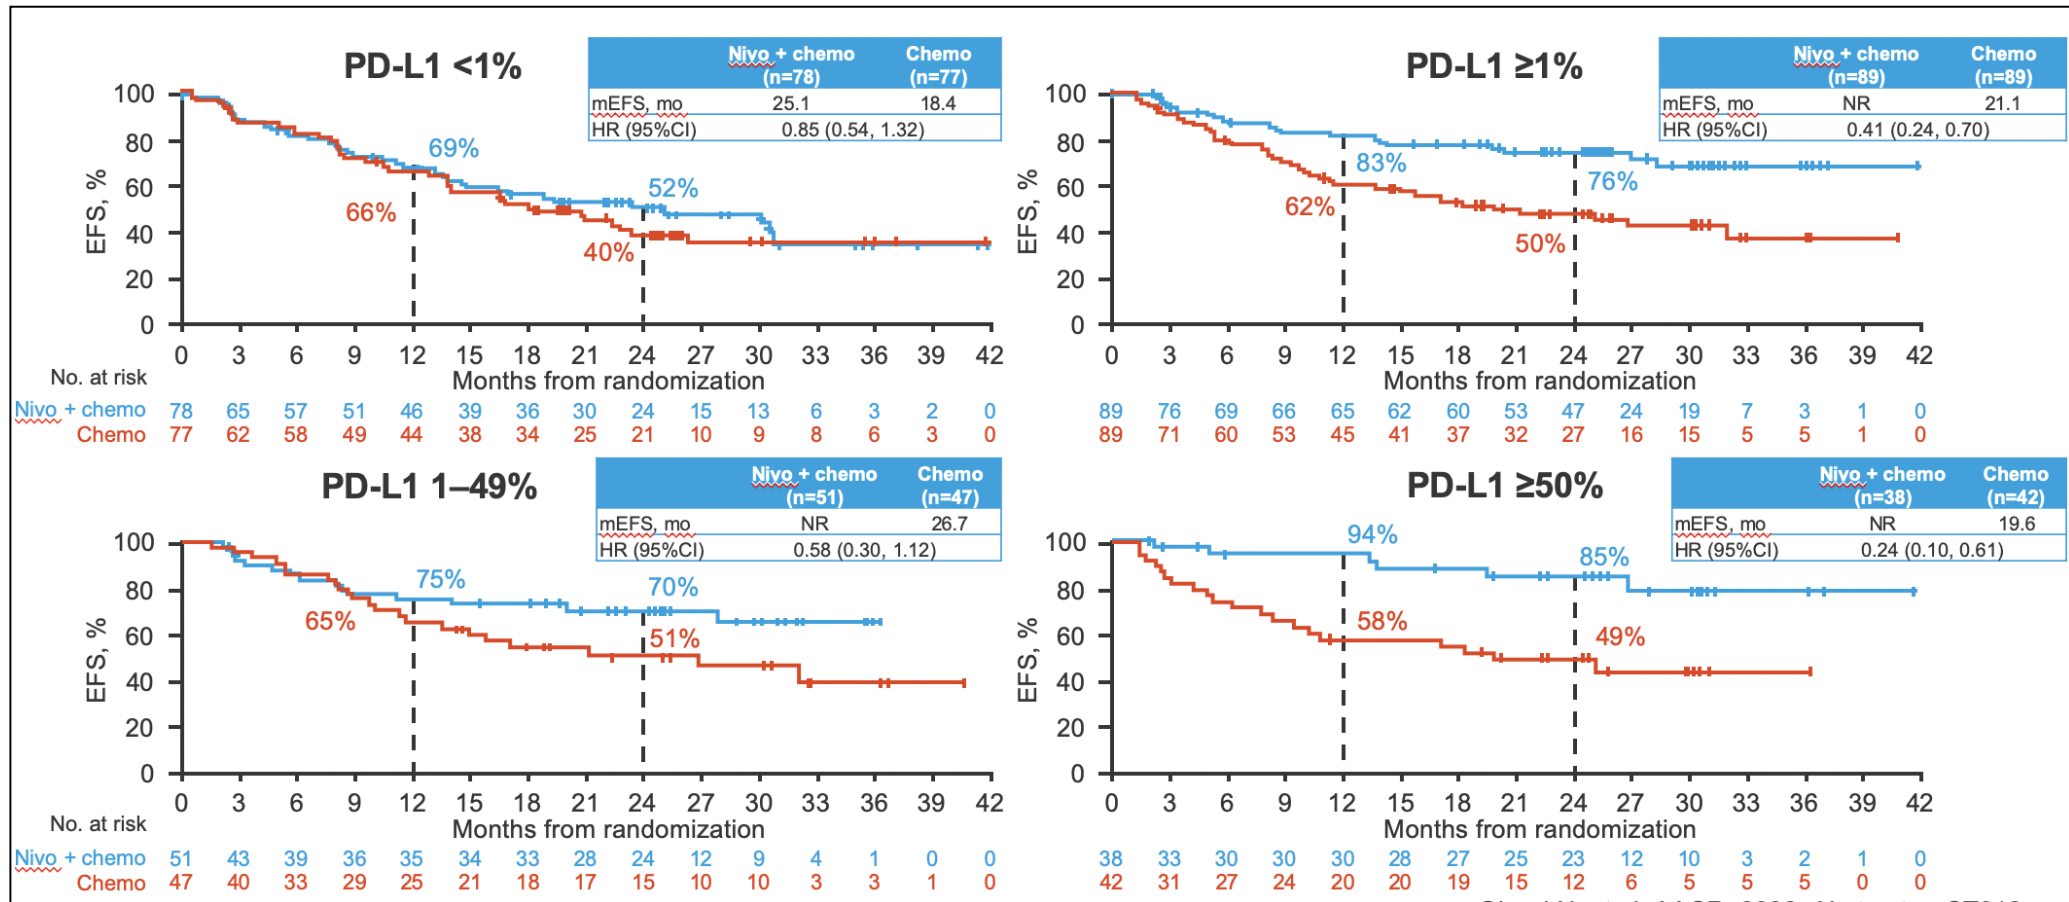 PD-L1 <1%
Nivo + chemo Chemo
(n=78) (n=77)
mEFS, mo 25.1 18.4
HR (95%CI) 0.85 (0.54, 1.32)
100
80
60
40
20
0
EFS, %
69%
66%
52%
40%
0 3 6 9 12 15 18 21 24 27 30 33 36 39 42
No. at risk
Months from randomization
Nivo + chemo 78 65 57 51 46 39 36 30 24 15 13 6 3 2 0
Chemo 77 62 58 49 44 38 34 25 21 10 9 8 6 3 0
PD-L1 ≥1%
Nivo + chemo Chemo
(n=89) (n=89)
mEFS, mo NR 21.1
HR (95%CI) 0.41 (0.24, 0.70)
100
80
60
40
20
0
EFS, %
83%
62%
76%
50%
0 3 6 9 12 15 18 21 24 27 30 33 36 39 42
Months from randomization
89 76 69 66 65 62 60 53 47 24 19 7 3 1 0
89 71 60 53 45 41 37 32 27 16 15 5 5 1 0
PD-L1 1–49%
Nivo + chemo Chemo
(n=51) (n=47)
mEFS, mo NR 26.7
HR (95%CI) 0.58 (0.30, 1.12)
100
80
60
40
20
0
EFS, %
75%
65%
70%
51%
0 3 6 9 12 15 18 21 24 27 30 33 36 39 42
No. at risk
Months from randomization
Nivo + chemo 51 43 39 36 35 34 33 28 24 12 9 4 1 0 0
Chemo 47 40 33 29 25 21 18 17 15 10 10 3 3 1 0
PD-L1 ≥50%
Nivo + chemo Chemo
(n=38) (n=42)
mEFS, mo NR 19.6
HR (95%CI) 0.24 (0.10, 0.61)
100
80
60
40
20
0
EFS, %
94%
58%
85%
49%
0 3 6 9 12 15 18 21 24 27 30 33 36 39 42
Months from randomization
38 33 30 30 30 28 27 25 23 12 10 3 2 1 0
42 31 27 24 20 20 19 15 12 6 5 5 5 0 0